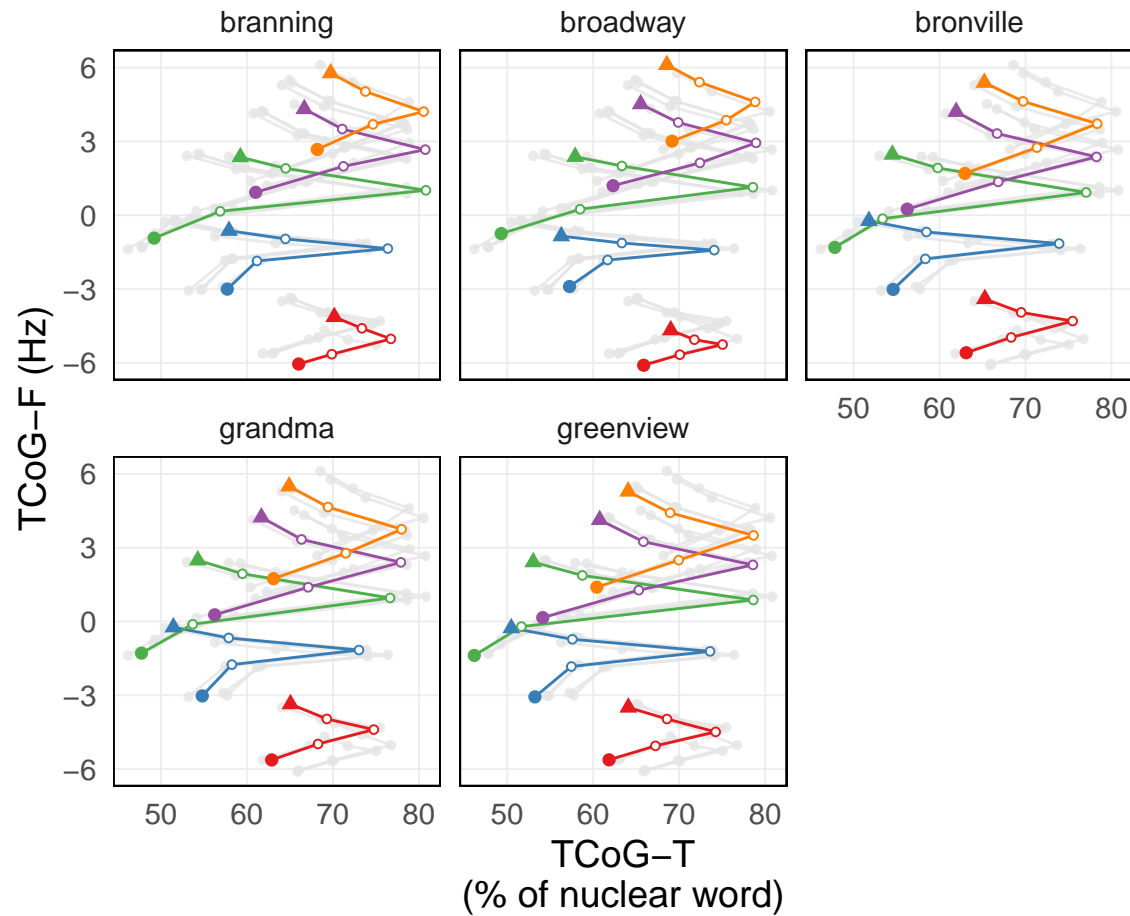 branning
broadway
bronville
6
3
0
−3
−6
50 60 70 80
grandma
greenview
6
3
0
−3
−6
50 60 70 80
50 60 70 80
TCoG−F (Hz)
TCoG−T
(% of nuclear word)